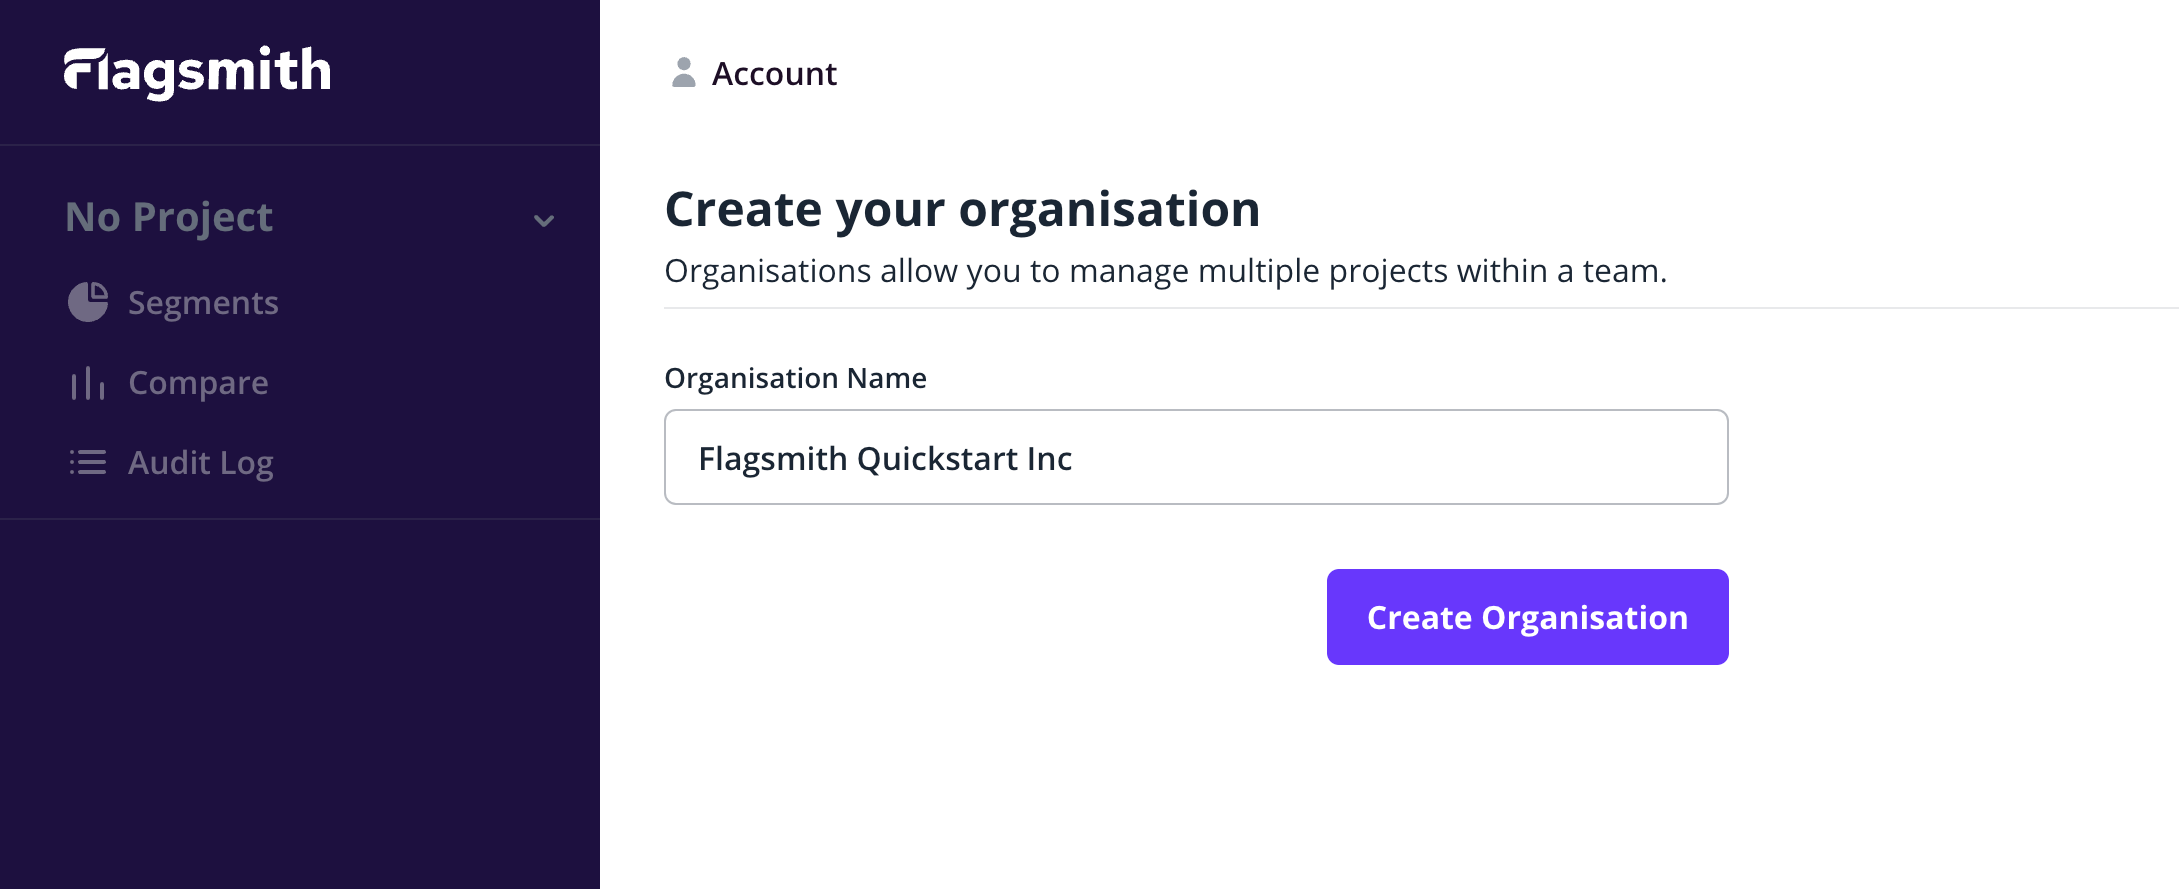 Flagsmith
No Project
Segments
Compare
Audit Log
Account
Create your organisation
Organisations allow you to manage multiple projects within a team.
Organisation Name
Flagsmith Quickstart Inc
Create Organisation